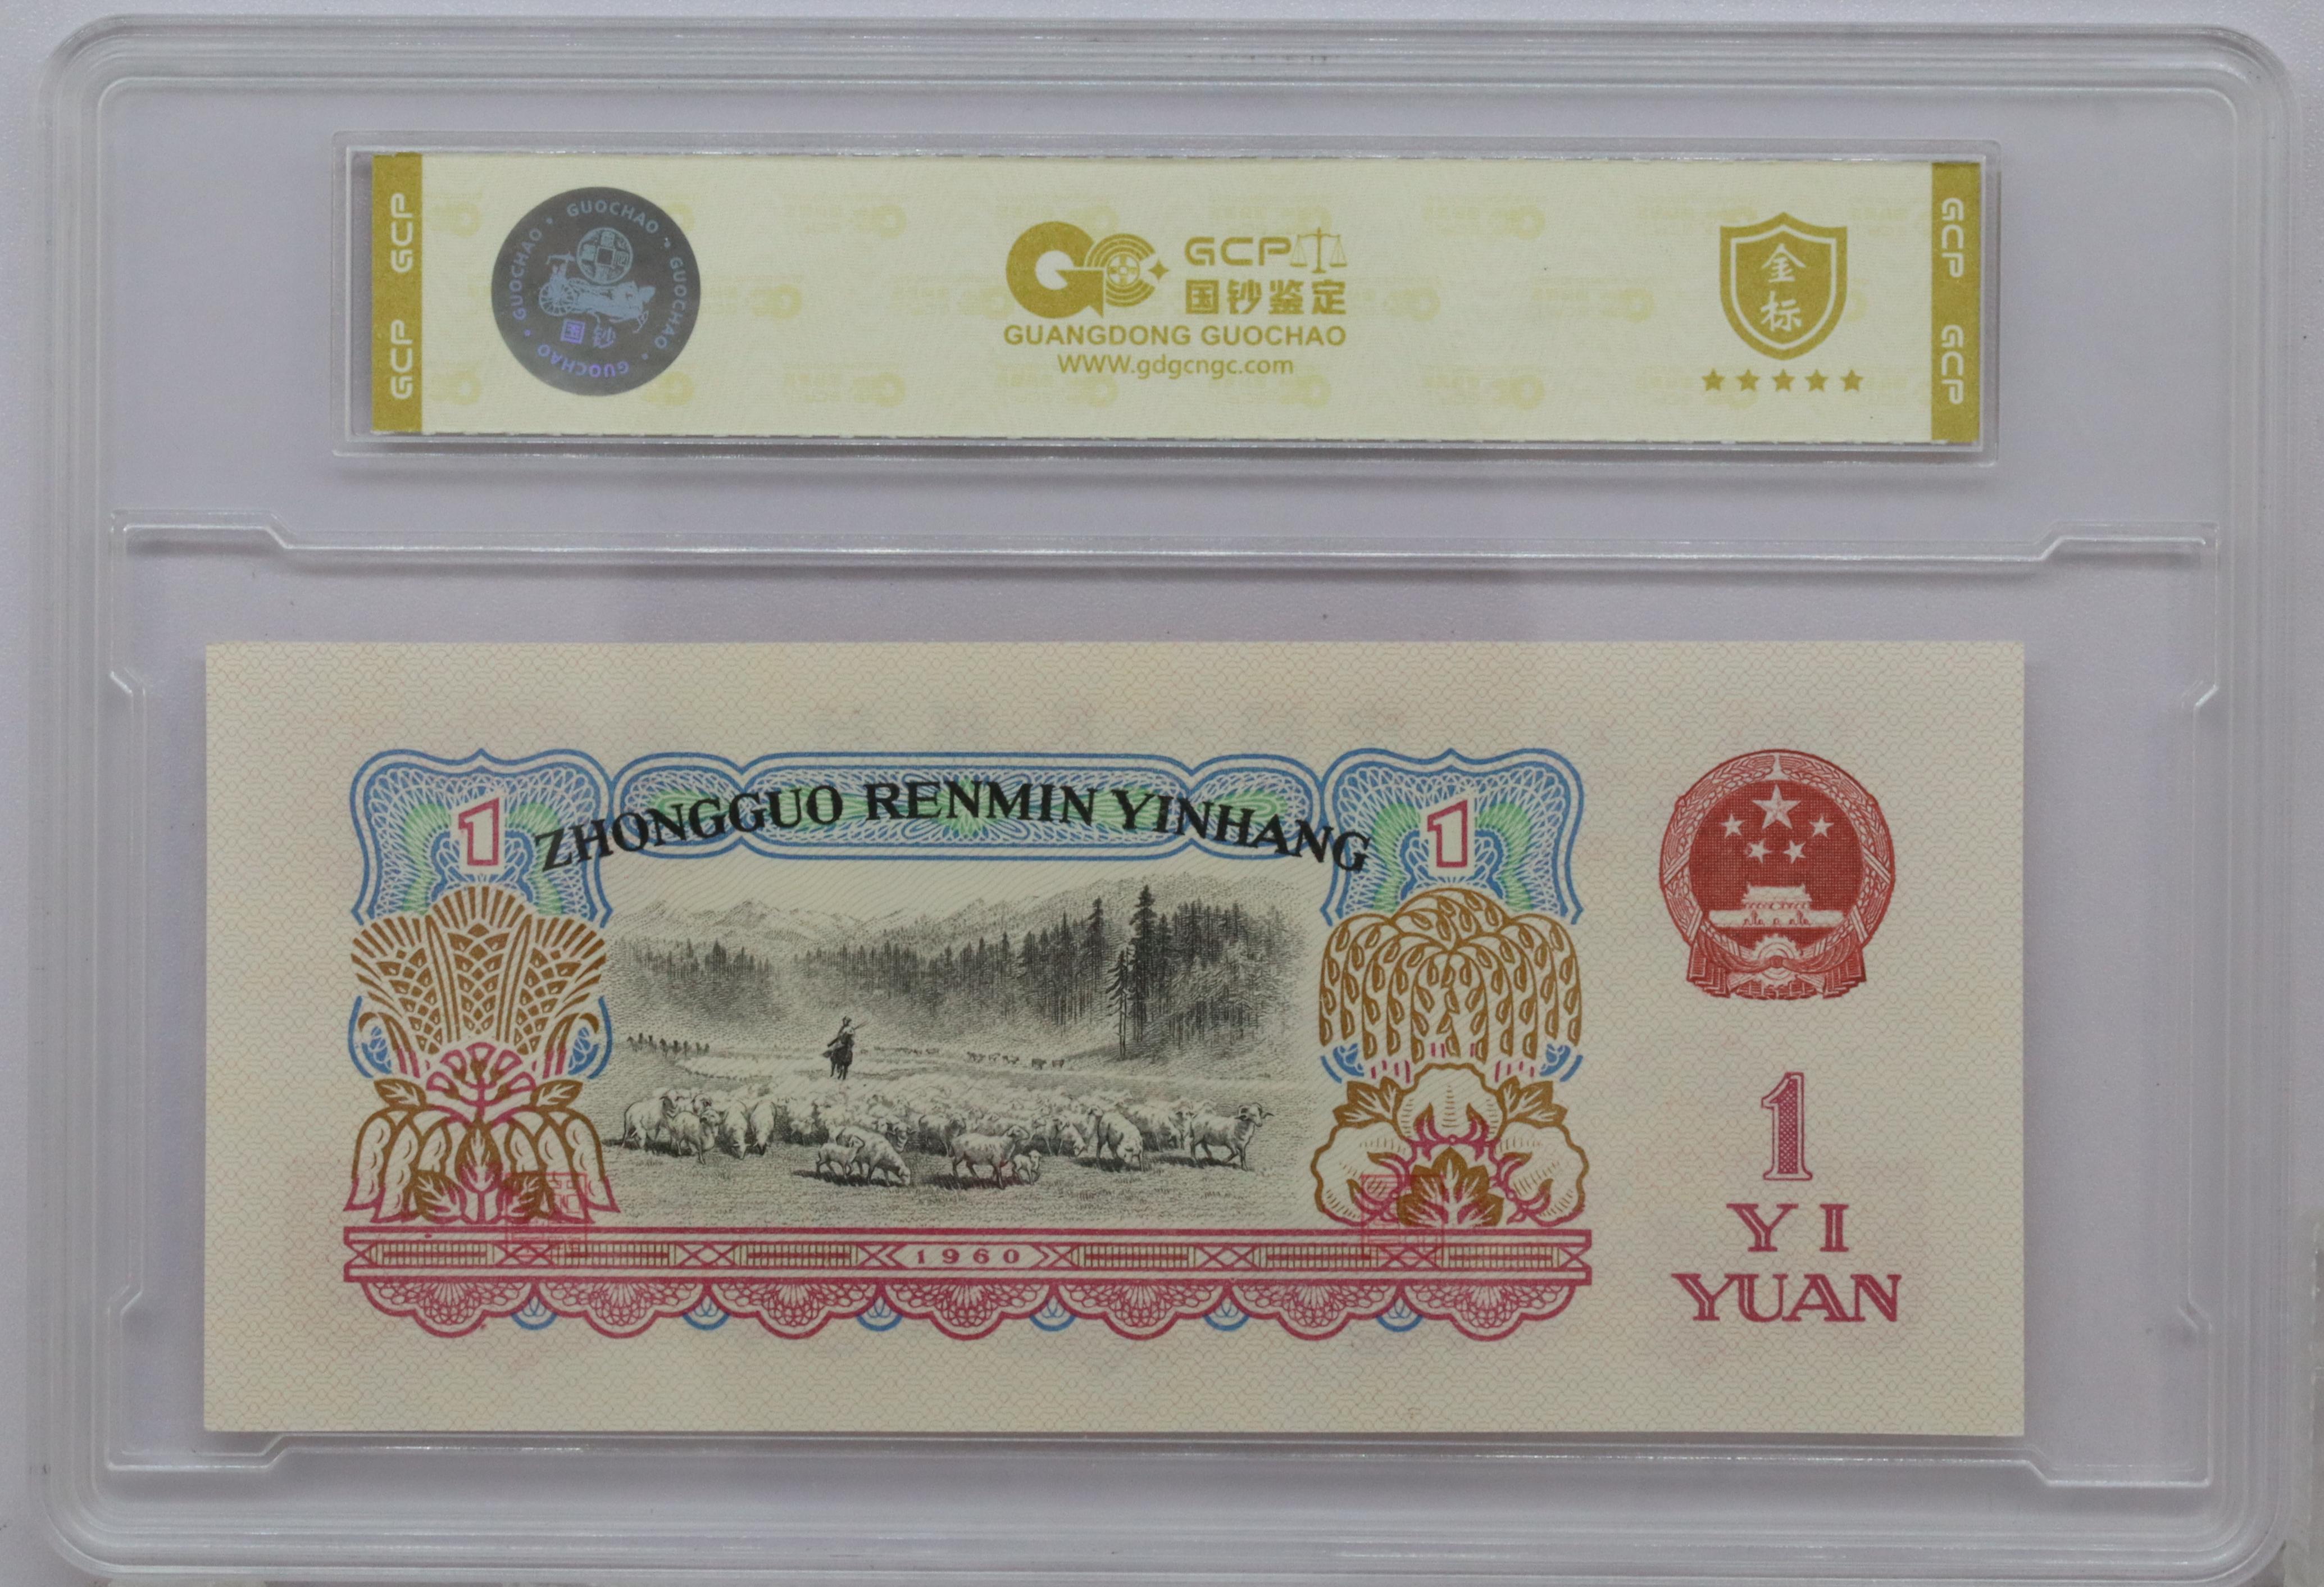 GCP GCP
GUOCHAO • GUOCHAO • GUOCHAO • GUOCHAO
国钞
GCP
国钞鉴定
GUANGDONG GUOCHAO
WWW.gdgcngc.com
金
标
GCP GCP
ZHONGGUO RENMIN YINHANG
1
1
1960
1
YI
YUAN